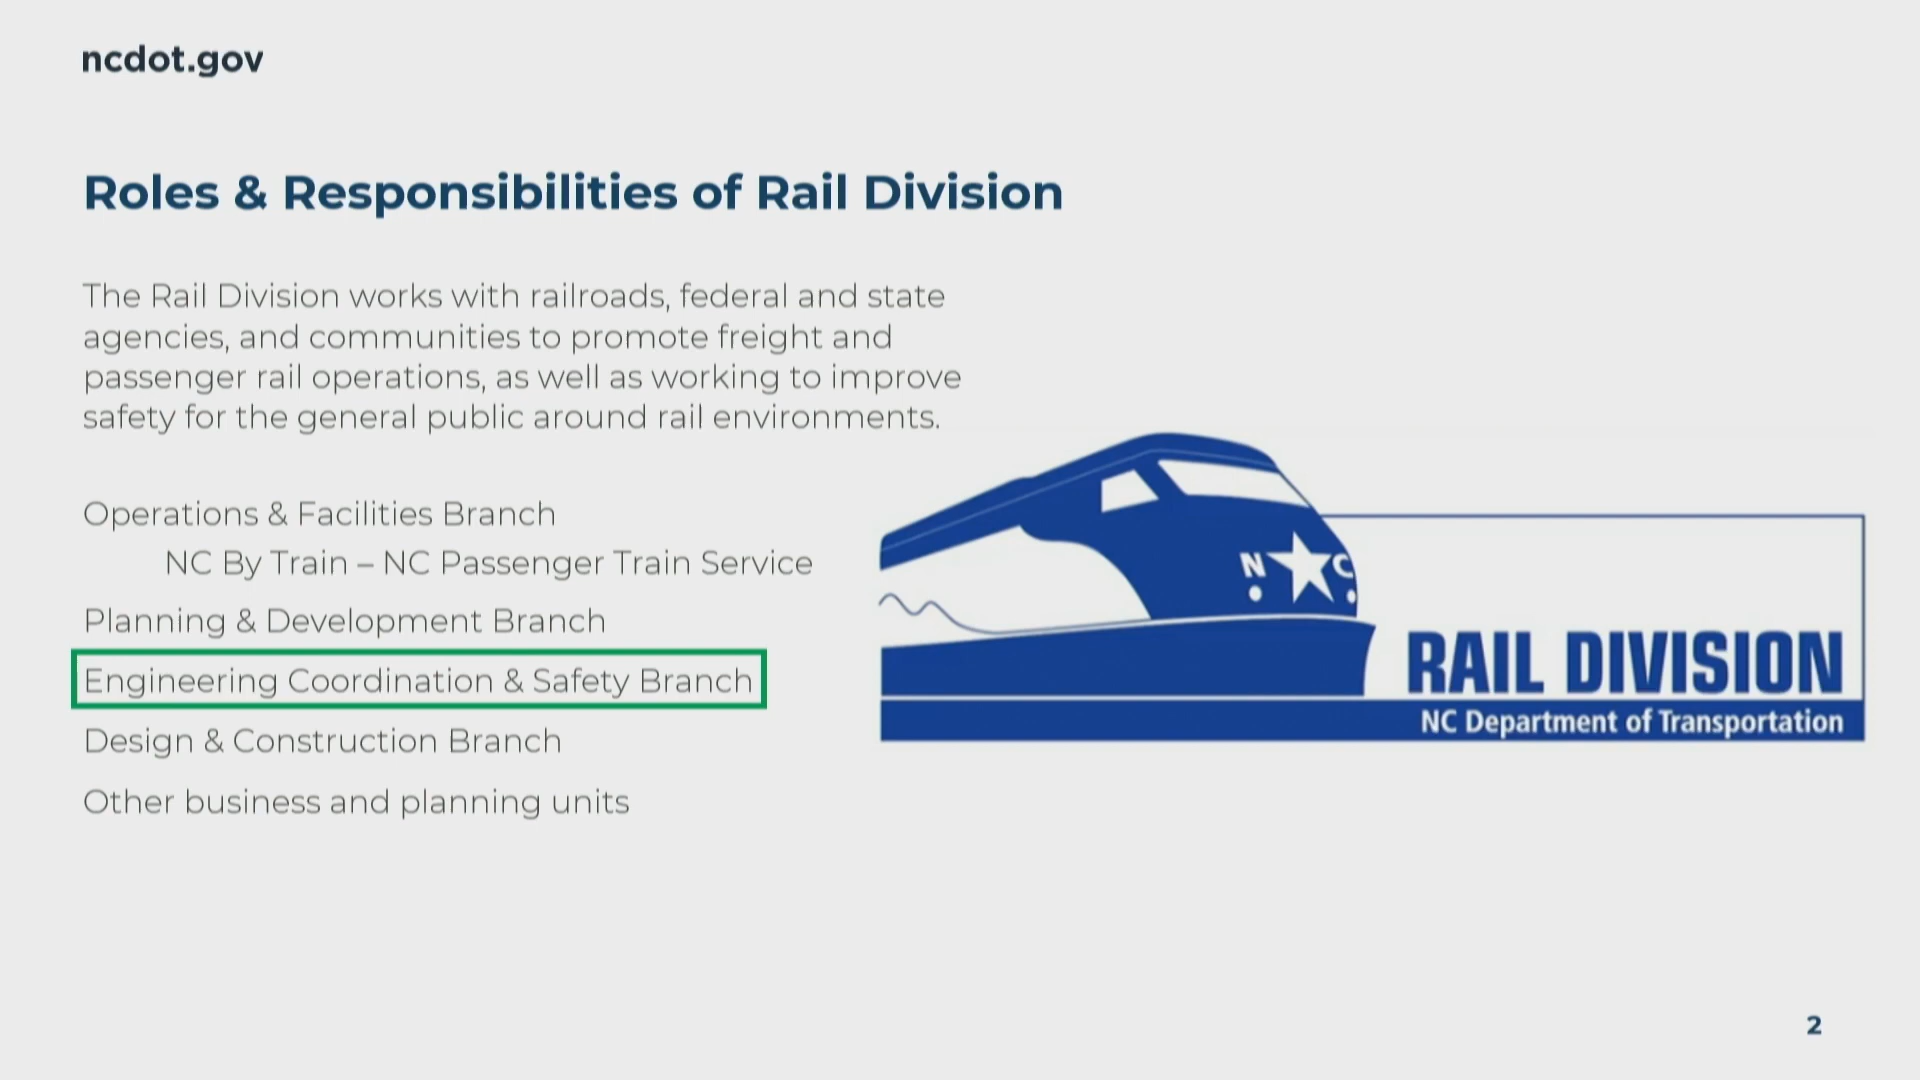 ncdot.gov
Roles & Responsibilities of Rail Division
The Rail Division works with railroads, federal and state
agencies, and communities to promote freight and
passenger rail operations, as well as working to improve
safety for the general public around rail environments.
Operations & Facilities Branch
NC By Train – NC Passenger Train Service
Planning & Development Branch
Engineering Coordination & Safety Branch
Design & Construction Branch
Other business and planning units
N C
RAIL DIVISION
NC Department of Transportation
2